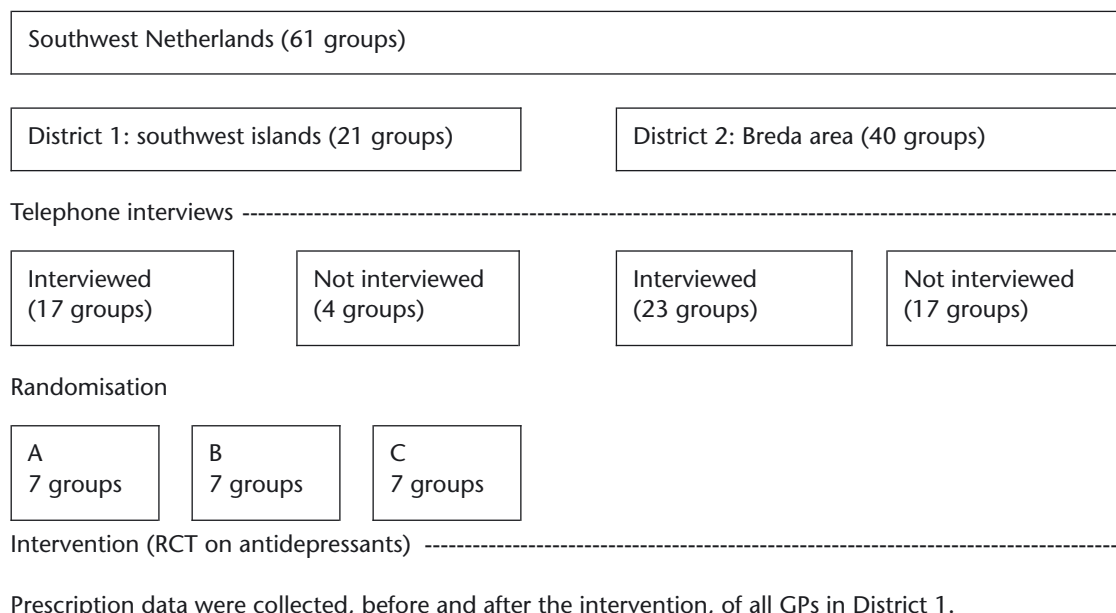 Southwest Netherlands (61 groups)
District 1: southwest islands (21 groups)
District 2: Breda area (40 groups)
Telephone interviews
Interviewed
(17 groups)
Not interviewed
(4 groups)
Interviewed
(23 groups)
Not interviewed
(17 groups)
Randomisation
A
7 groups
B
7 groups
C
7 groups
Intervention (RCT on antidepressants)
Prescription data were collected, before and after the intervention, of all GPs in District 1.